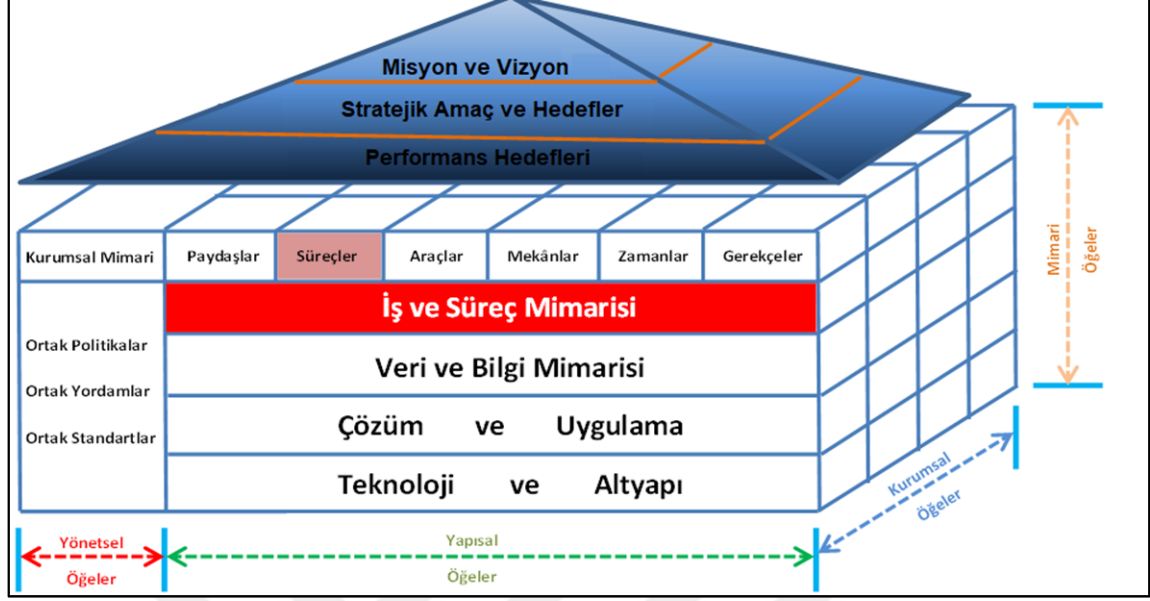 Misyon ve Vizyon
Stratejik Amaç ve Hedefler
Performans Hedefleri
Kurumsal Mimari
Paydaşlar
Süreçler
Araçlar
Mekânlar
Zamanlar
Gerekçeler
İş ve Süreç Mimarisi
Ortak Politikalar
Veri ve Bilgi Mimarisi
Ortak Yordamlar
Çözüm ve Uygulama
Ortak Standartlar
Teknoloji ve Altyapı
Mimari
Öğeler
Kurumsal
Öğeler
Yönetsel
Öğeler
Yapısal
Öğeler